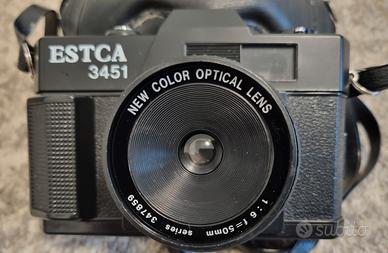 ESTCA
3451
NEW COLOR OPTICAL LENS
1:6 f=50mm series 347859
subito